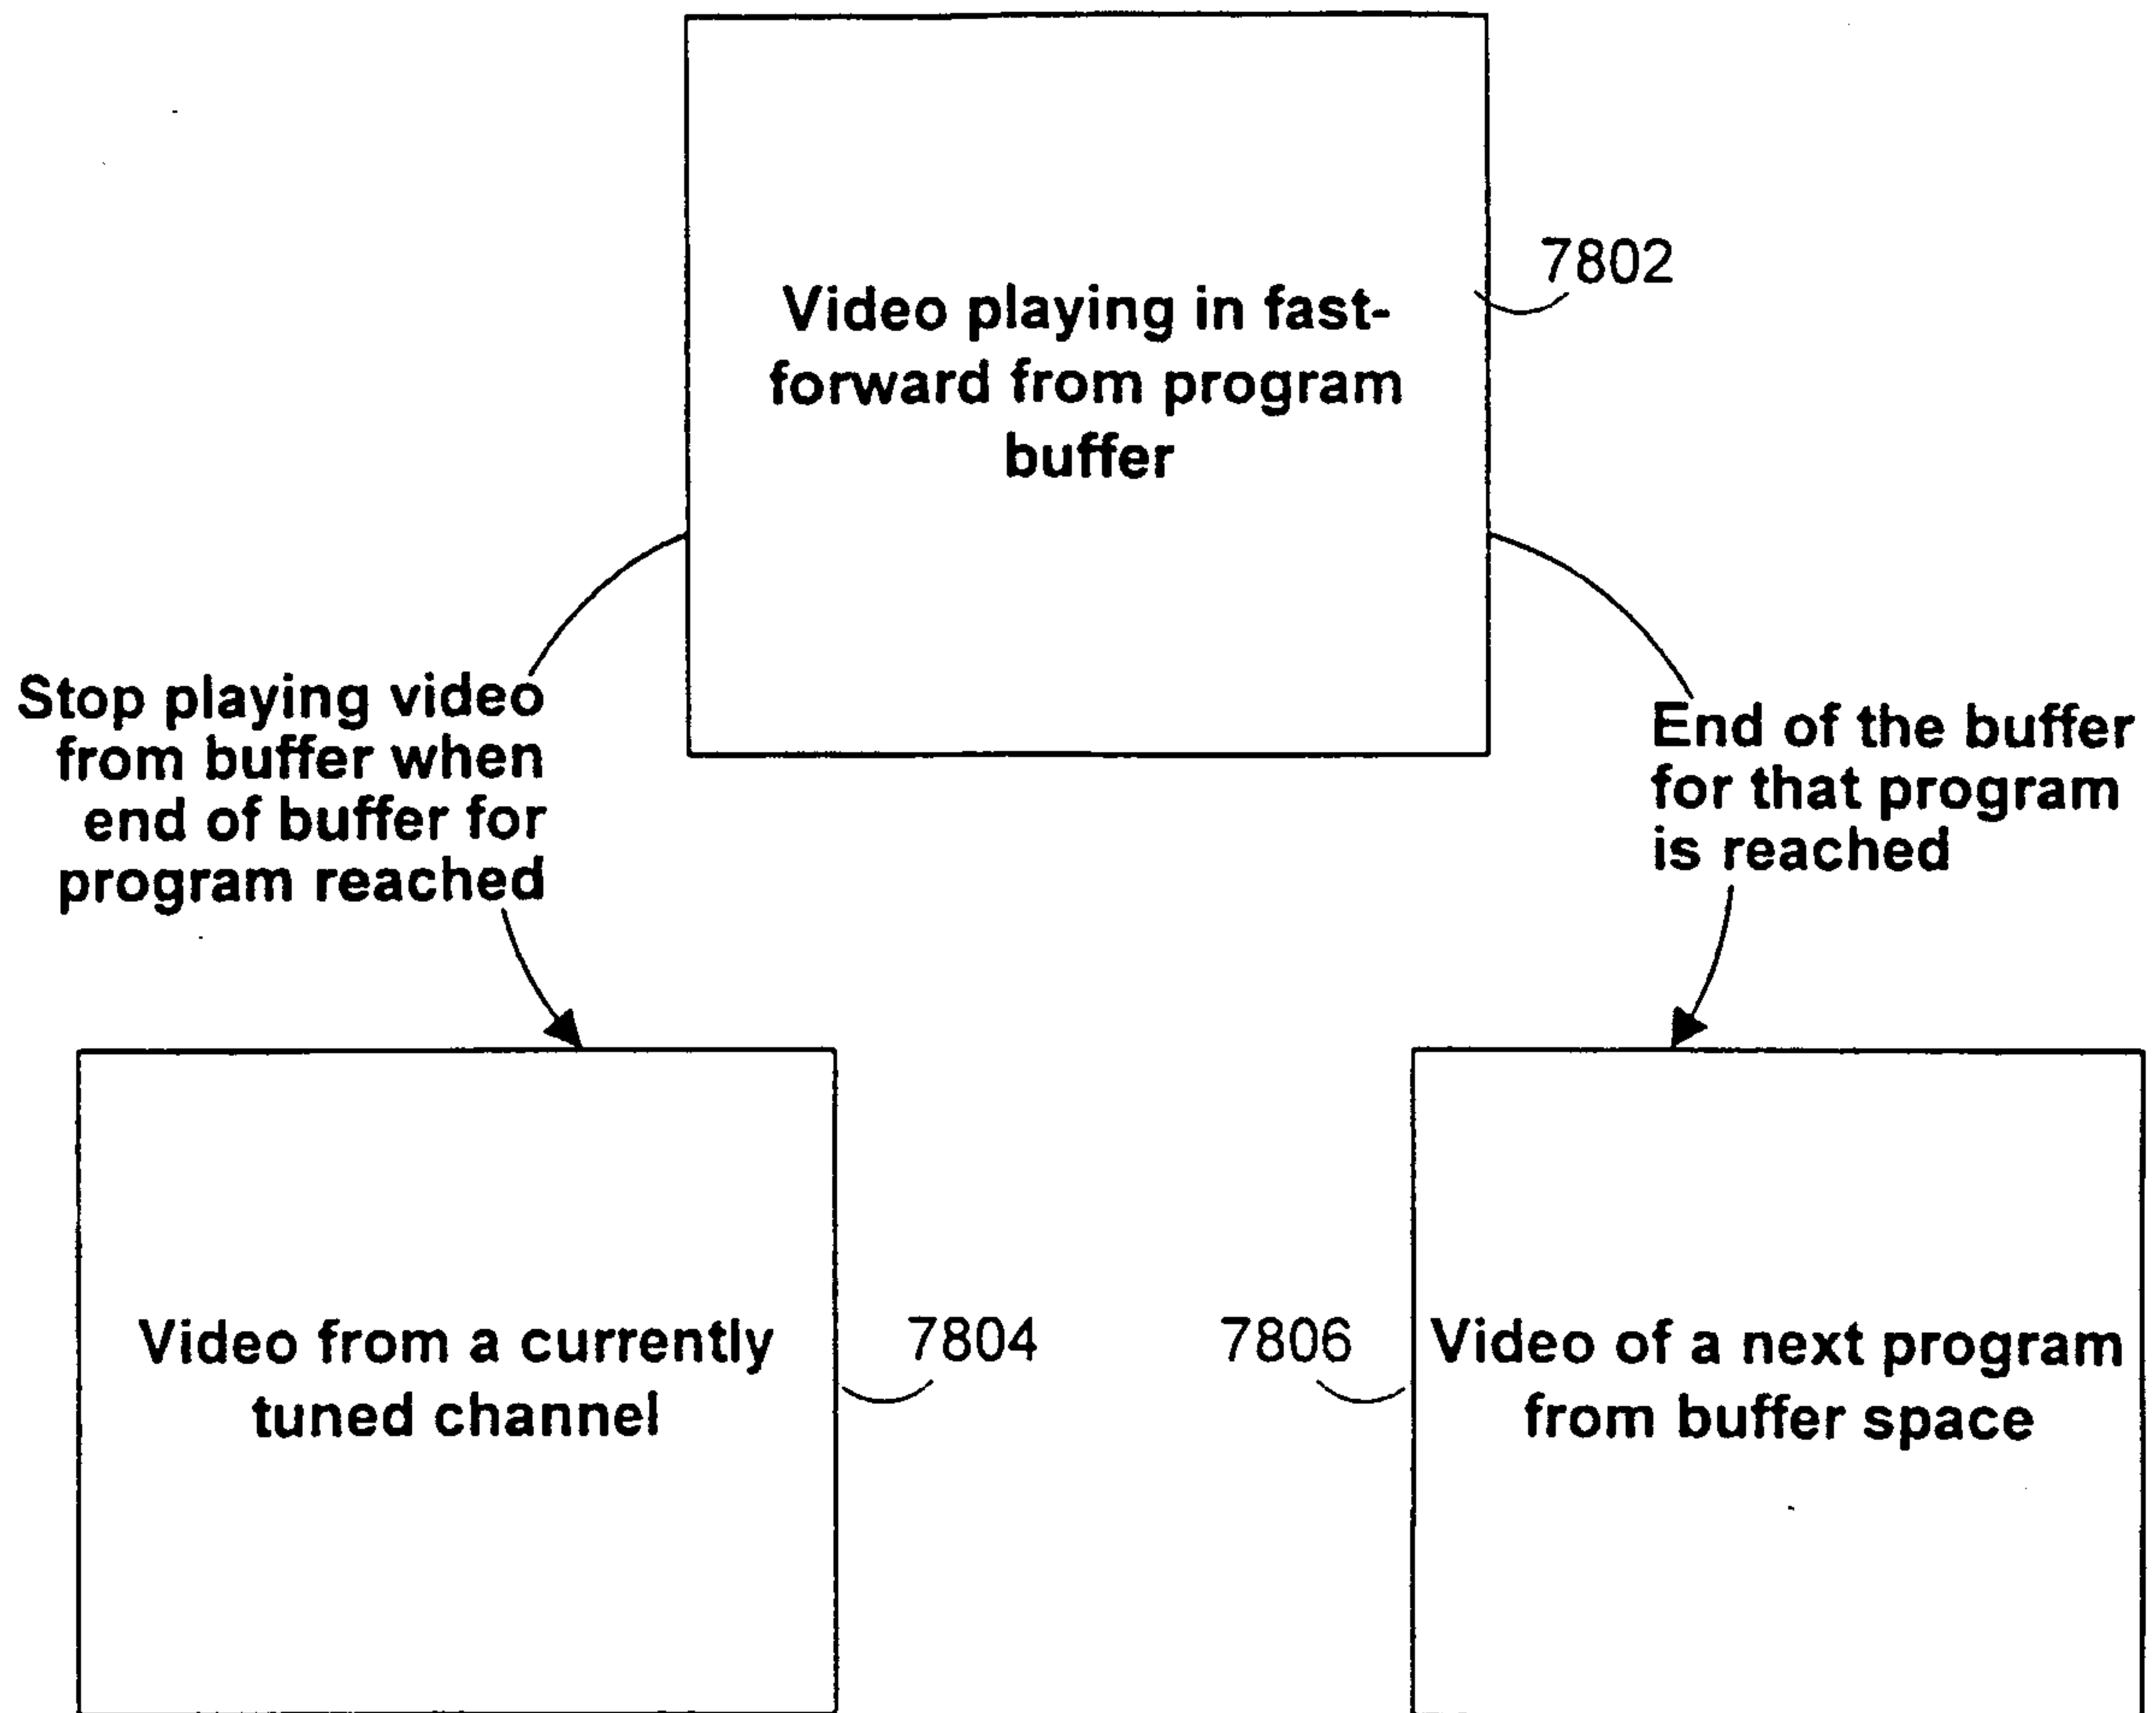 Video playing in fast-
forward from program
buffer
7802
Stop playing video
from buffer when
end of buffer for
program reached
End of the buffer
for that program
is reached
Video from a currently
tuned channel
7804
7806
Video of a next program
from buffer space